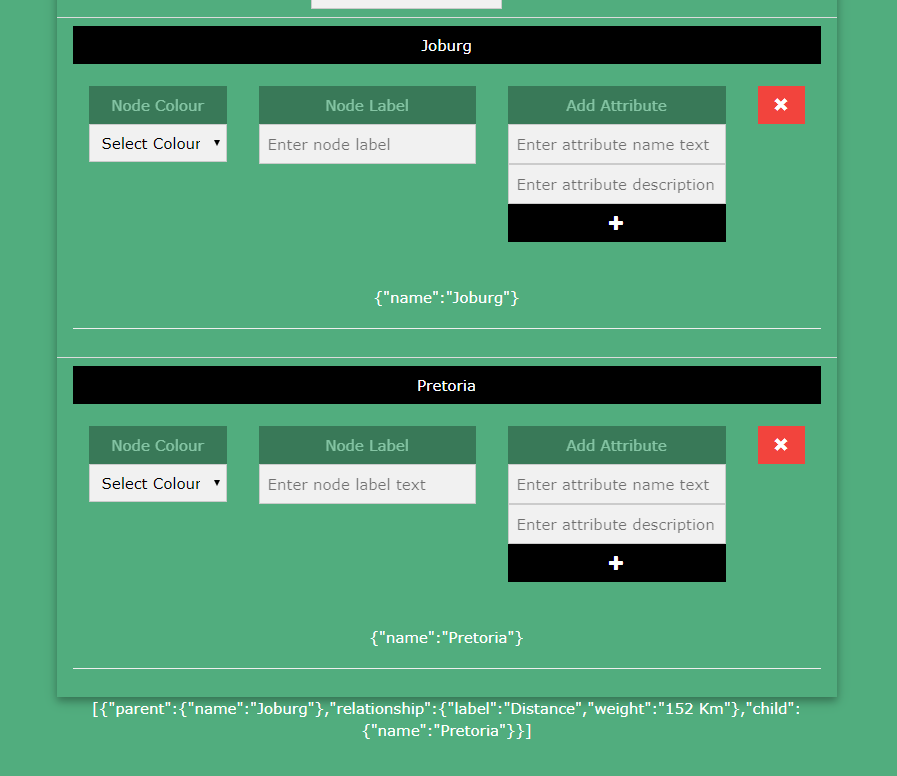 Joburg
Node Colour Node Label Add Attribute ✖
Select Colour ▾ Enter node label Enter attribute name text
Enter attribute description
✚
{"name":"Joburg"}
Pretoria
Node Colour Node Label Add Attribute ✖
Select Colour ▾ Enter node label text Enter attribute name text
Enter attribute description
✚
{"name":"Pretoria"}
[{"parent":{"name":"Joburg"},"relationship":{"label":"Distance","weight":"152 Km"},"child":
{"name":"Pretoria"}}]